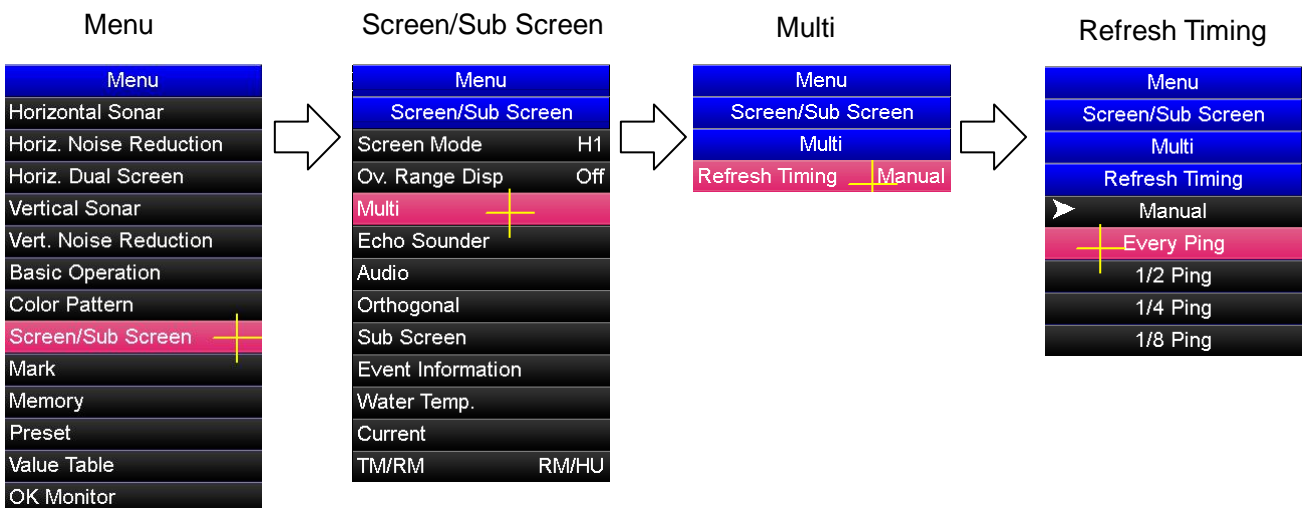 Menu
Screen/Sub Screen
Multi
Refresh Timing
Menu
Horizontal Sonar
Horiz. Noise Reduction
Horiz. Dual Screen
Vertical Sonar
Vert. Noise Reduction
Basic Operation
Color Pattern
Screen/Sub Screen
Mark
Memory
Preset
Value Table
OK Monitor
Menu
Screen/Sub Screen
Screen Mode H1
Ov. Range Disp Off
Multi
Echo Sounder
Audio
Orthogonal
Sub Screen
Event Information
Water Temp.
Current
TM/RM RM/HU
Menu
Screen/Sub Screen
Multi
Refresh Timing Manual
Menu
Screen/Sub Screen
Multi
Refresh Timing
Manual
Every Ping
1/2 Ping
1/4 Ping
1/8 Ping